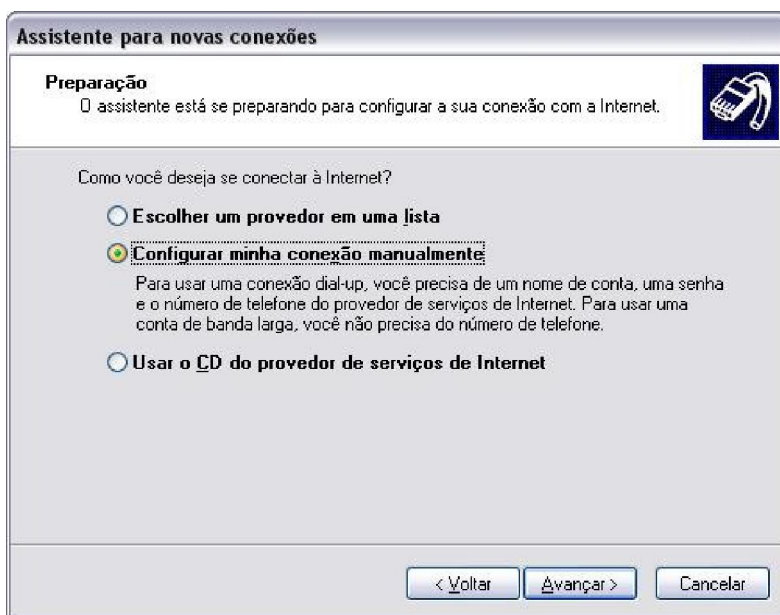 Assistente para novas conexões
Preparação
O assistente está se preparando para configurar a sua conexão com a Internet.
Como você deseja se conectar à Internet?
Escolher um provedor em uma lista
Configurar minha conexão manualmente
Para usar uma conexão dial-up, você precisa de um nome de conta, uma senha
e o número de telefone do provedor de serviços de Internet. Para usar uma
conta de banda larga, você não precisa do número de telefone.
Usar o CD do provedor de serviços de Internet
< Voltar
Avançar >
Cancelar